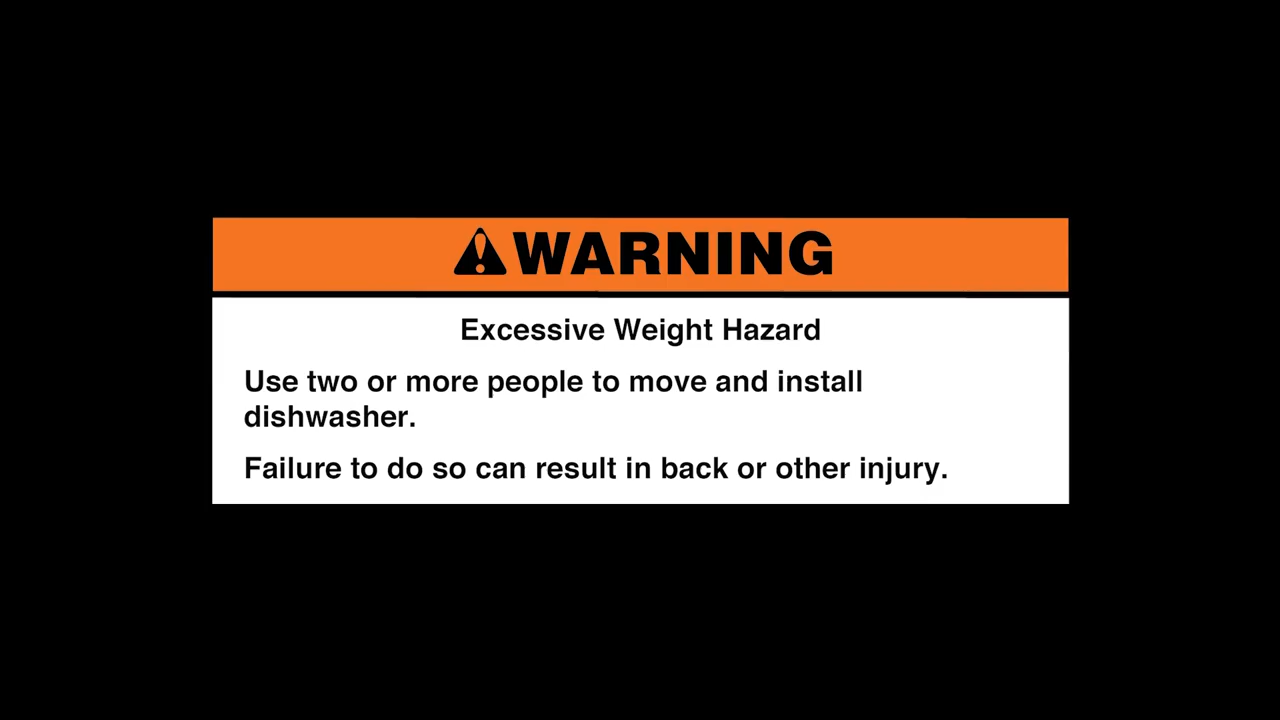 WARNING
Excessive Weight Hazard
Use two or more people to move and install
dishwasher.
Failure to do so can result in back or other injury.